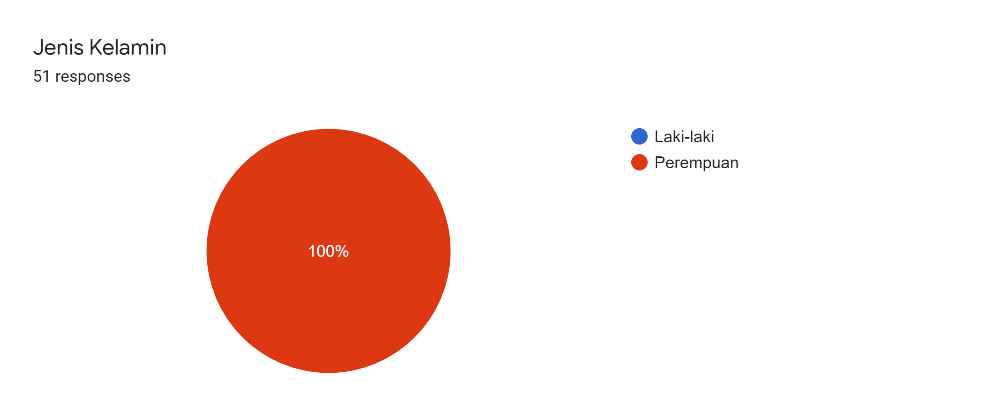 Jenis Kelamin
51 responses
Laki-laki
Perempuan
100%